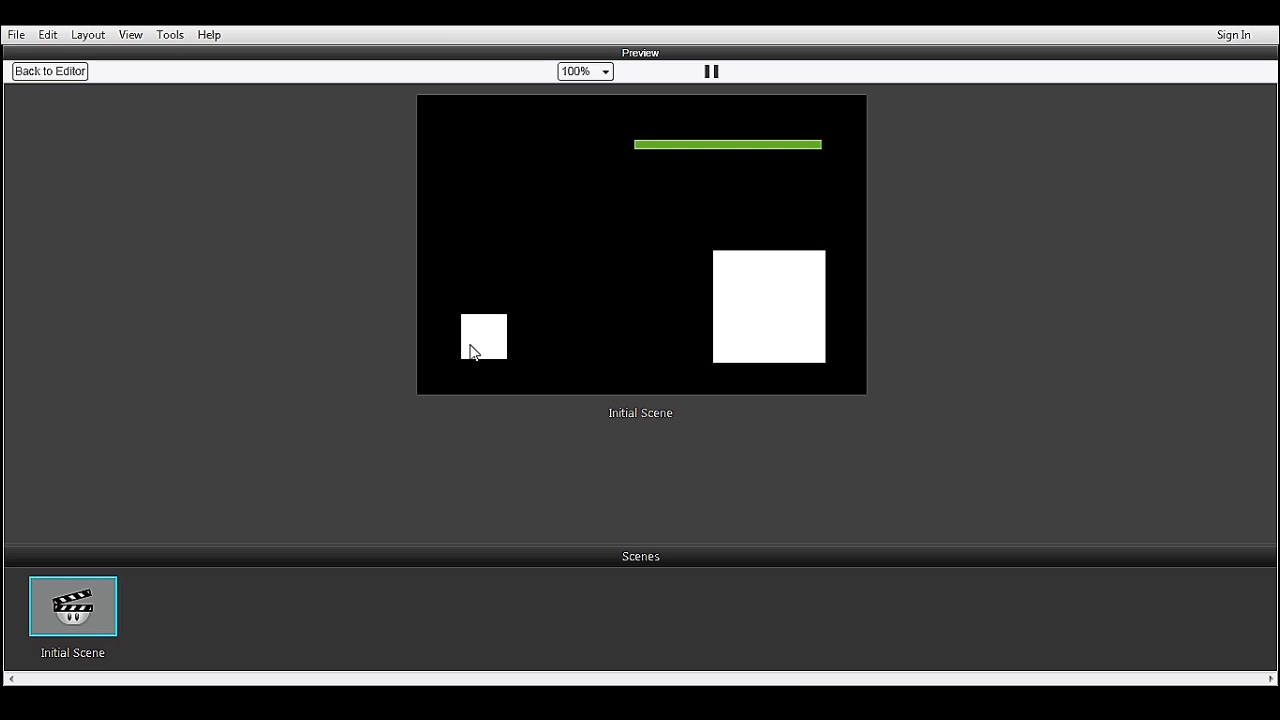 File Edit Layout View Tools Help Sign In
Preview
Back to Editor 100%
Initial Scene
Scenes
Initial Scene